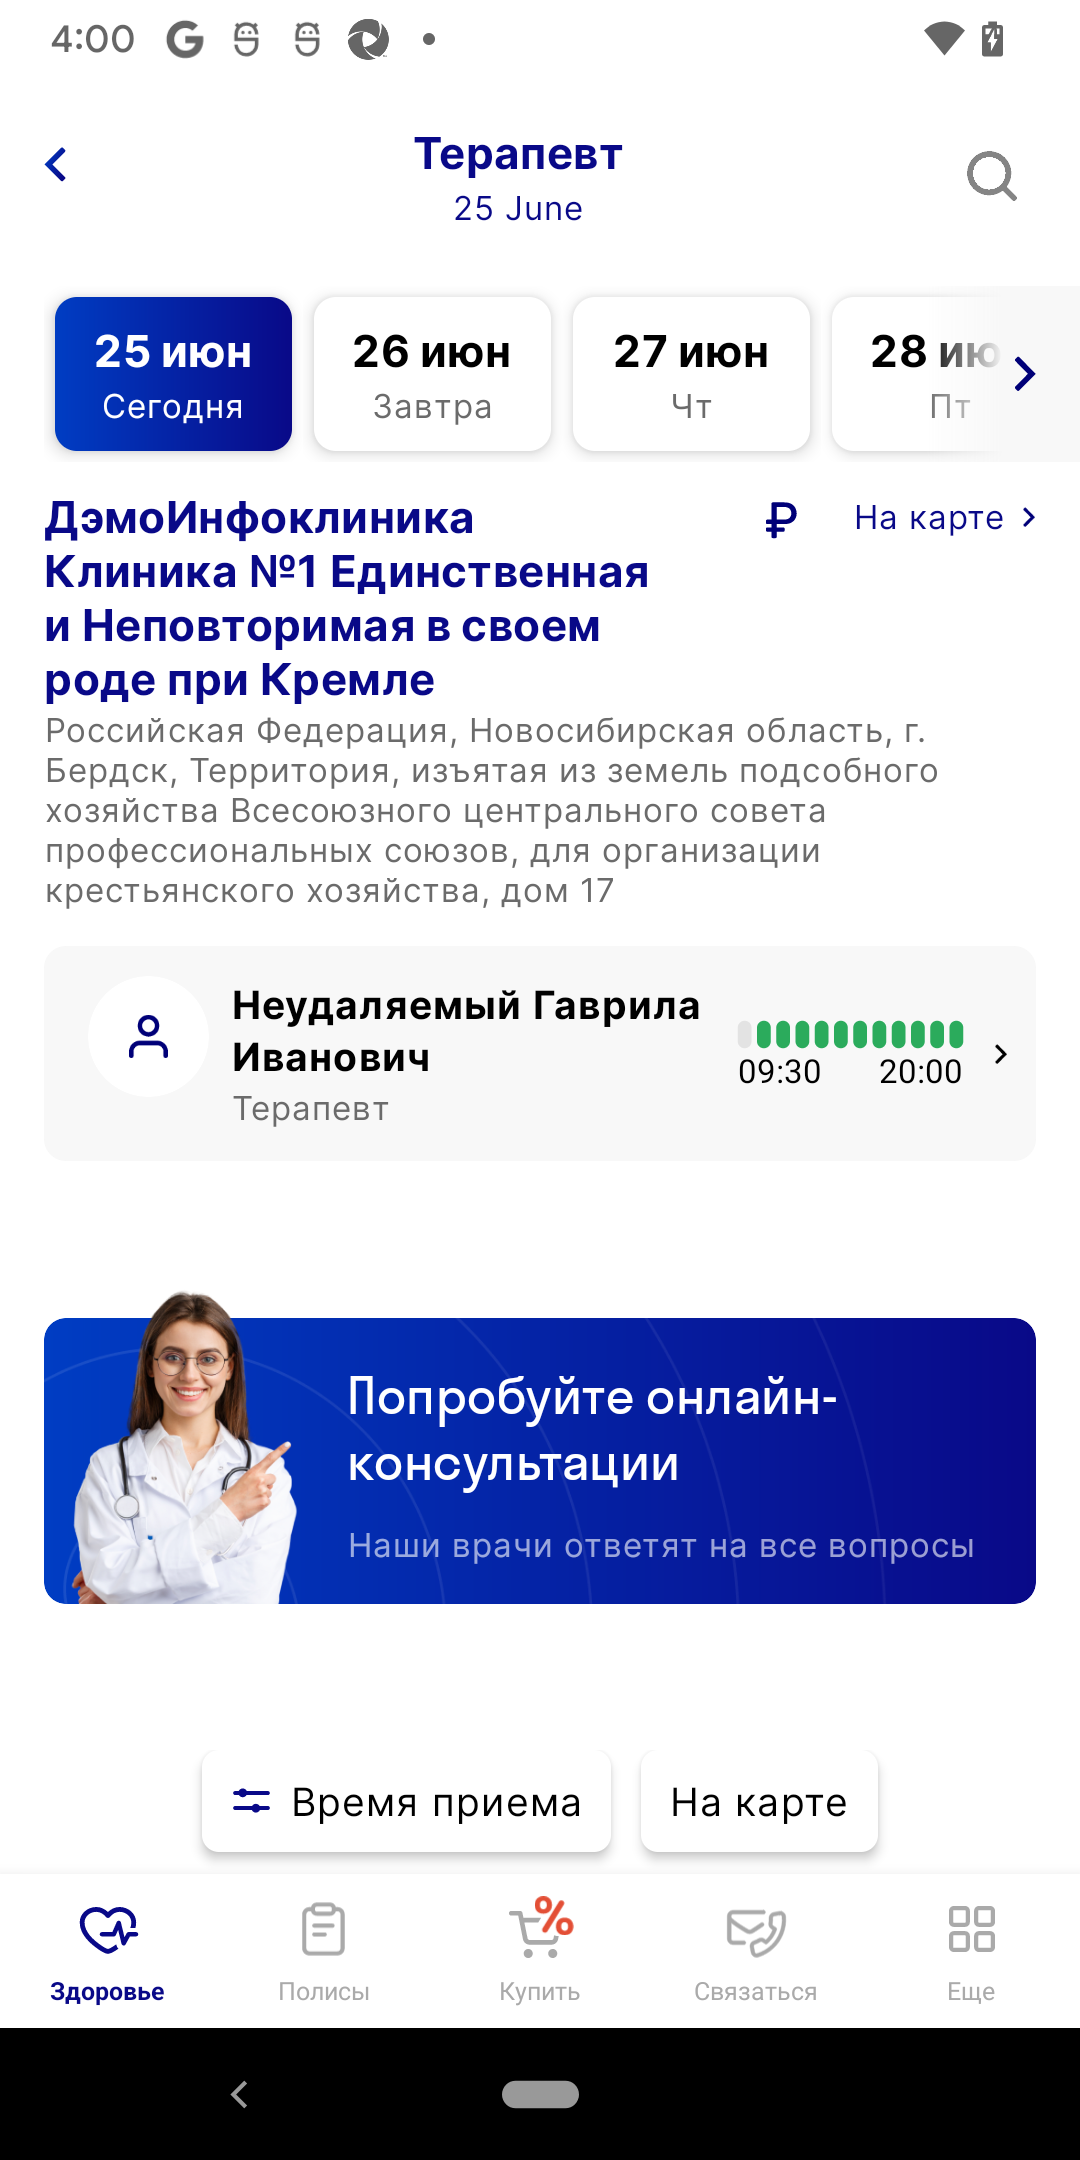 4:00
Терапевт
25 June
25 июн
Сегодня
26 июн
Завтра
27 июн
Чт
28 ию
Пт
ДэмоИнфоклиника
Клиника №1 Единственная
и Неповторимая в своем
роде при Кремле
₽
На карте
Российская Федерация, Новосибирская область, г.
Бердск, Территория, изъятая из земель подсобного
хозяйства Всесоюзного центрального совета
профессиональных союзов, для организации
крестьянского хозяйства, дом 17
Неудаляемый Гаврила
Иванович
Терапевт
09:30 20:00
Попробуйте онлайн-
консультации
Наши врачи ответят на все вопросы
Время приема
На карте
Здоровье
Полисы
%
Купить
Связаться
Еще